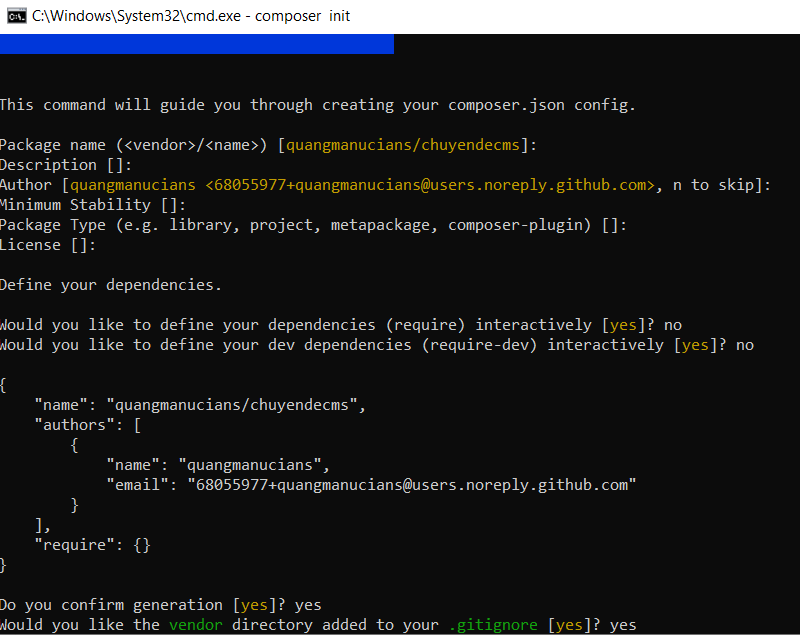 C:\Windows\System32\cmd.exe - composer  init
This command will guide you through creating your composer.json config.
Package name (<vendor>/<name>) [quangmanucians/chuyendecms]:
Description []:
Author [quangmanucians <68055977+quangmanucians@users.noreply.github.com>, n to skip]:
Minimum Stability []:
Package Type (e.g. library, project, metapackage, composer-plugin) []:
License []:
Define your dependencies.
Would you like to define your dependencies (require) interactively [yes]? no
Would you like to define your dev dependencies (require-dev) interactively [yes]? no
{
    "name": "quangmanucians/chuyendecms",
    "authors": [
        {
            "name": "quangmanucians",
            "email": "68055977+quangmanucians@users.noreply.github.com"
        }
    ],
    "require": {}
}
Do you confirm generation [yes]? yes
Would you like the vendor directory added to your .gitignore [yes]? yes